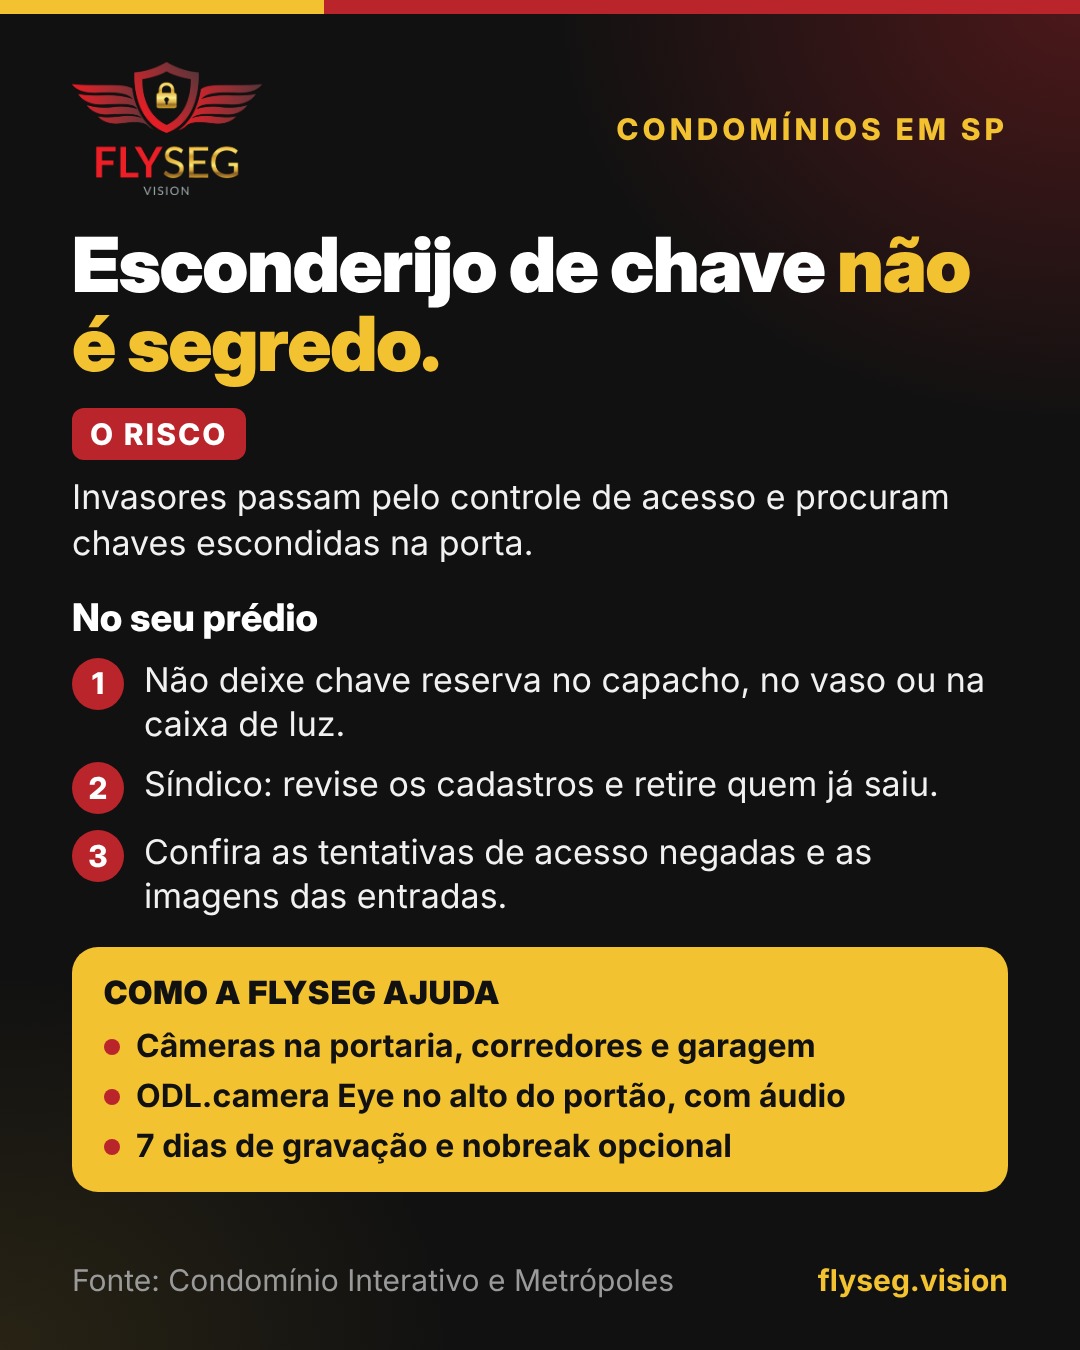 FLYSEG
VISION
CONDOMÍNIOS EM SP
Esconderijo de chave não
é segredo.
O RISCO
Invasores passam pelo controle de acesso e procuram
chaves escondidas na porta.
No seu prédio
1 Não deixe chave reserva no capacho, no vaso ou na
caixa de luz.
2 Síndico: revise os cadastros e retire quem já saiu.
3 Confira as tentativas de acesso negadas e as
imagens das entradas.
COMO A FLYSEG AJUDA
Câmeras na portaria, corredores e garagem
ODL.camera Eye no alto do portão, com áudio
7 dias de gravação e nobreak opcional
Fonte: Condomínio Interativo e Metrópoles
flyseg.vision